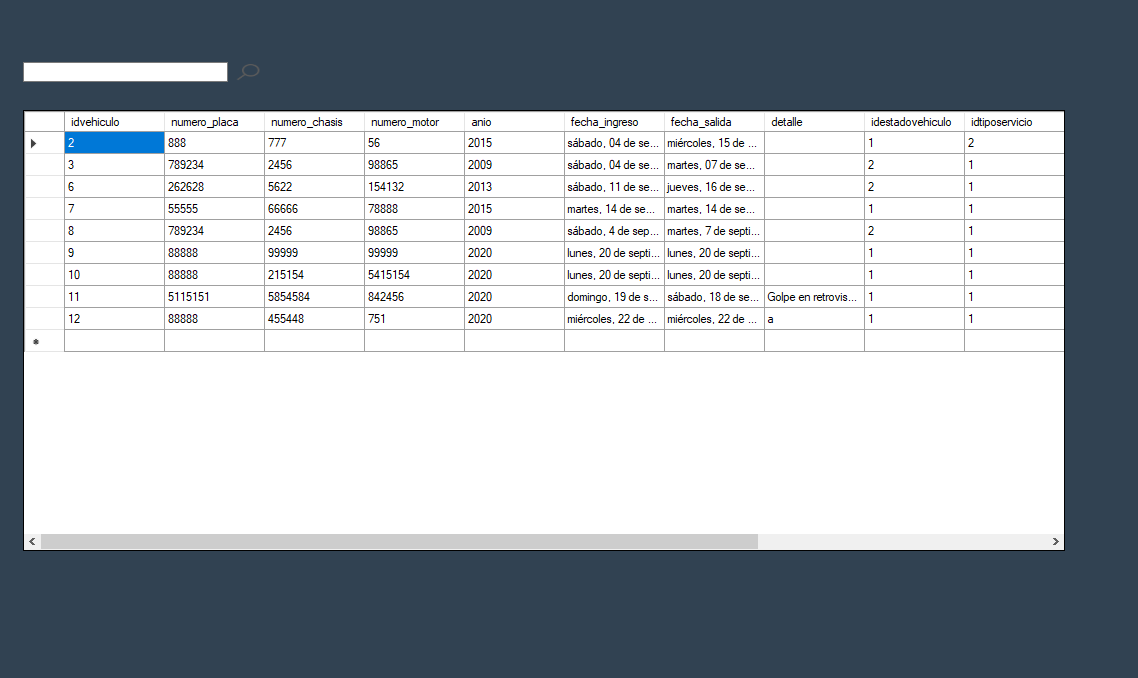 idvehiculo numero_placa numero_chasis numero_motor anio fecha_ingreso fecha_salida detalle idestadovehiculo idtiposervicio
2 888 777 56 2015 sábado, 04 de se... miércoles, 15 de ... 1 2
3 789234 2456 98865 2009 sábado, 04 de se... martes, 07 de se... 2 1
6 262628 5622 154132 2013 sábado, 11 de se... jueves, 16 de se... 2 1
7 55555 66666 78888 2015 martes, 14 de se... martes, 14 de se... 1 1
8 789234 2456 98865 2009 sábado, 4 de sep... martes, 7 de septi... 2 1
9 88888 99999 99999 2020 lunes, 20 de septi... lunes, 20 de septi... 1 1
10 88888 215154 5415154 2020 lunes, 20 de septi... lunes, 20 de septi... 1 1
11 5115151 5854584 842456 2020 domingo, 19 de s... sábado, 18 de se... Golpe en retrovis... 1 1
12 88888 455448 751 2020 miércoles, 22 de ... miércoles, 22 de ... a 1 1